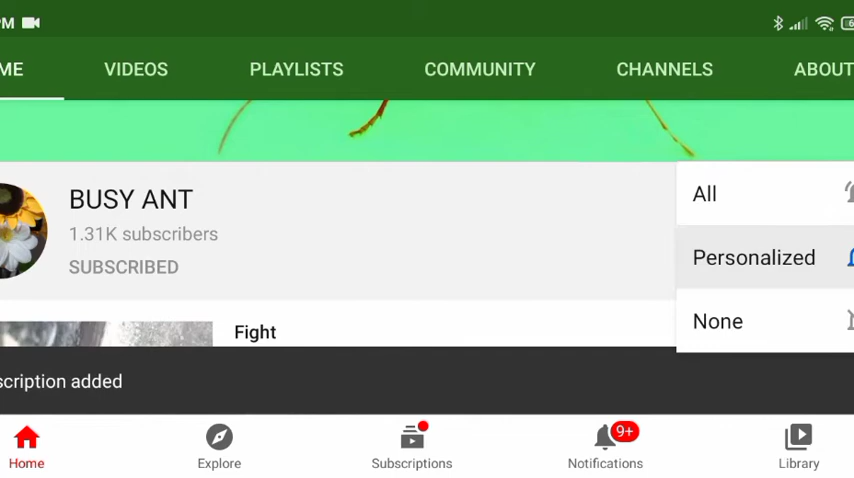 PM
ME VIDEOS PLAYLISTS COMMUNITY CHANNELS ABOUT
BUSY ANT
1.31K subscribers
SUBSCRIBED
All
Personalized
None
Fight
scription added
9+
Home Explore Subscriptions Notifications Library